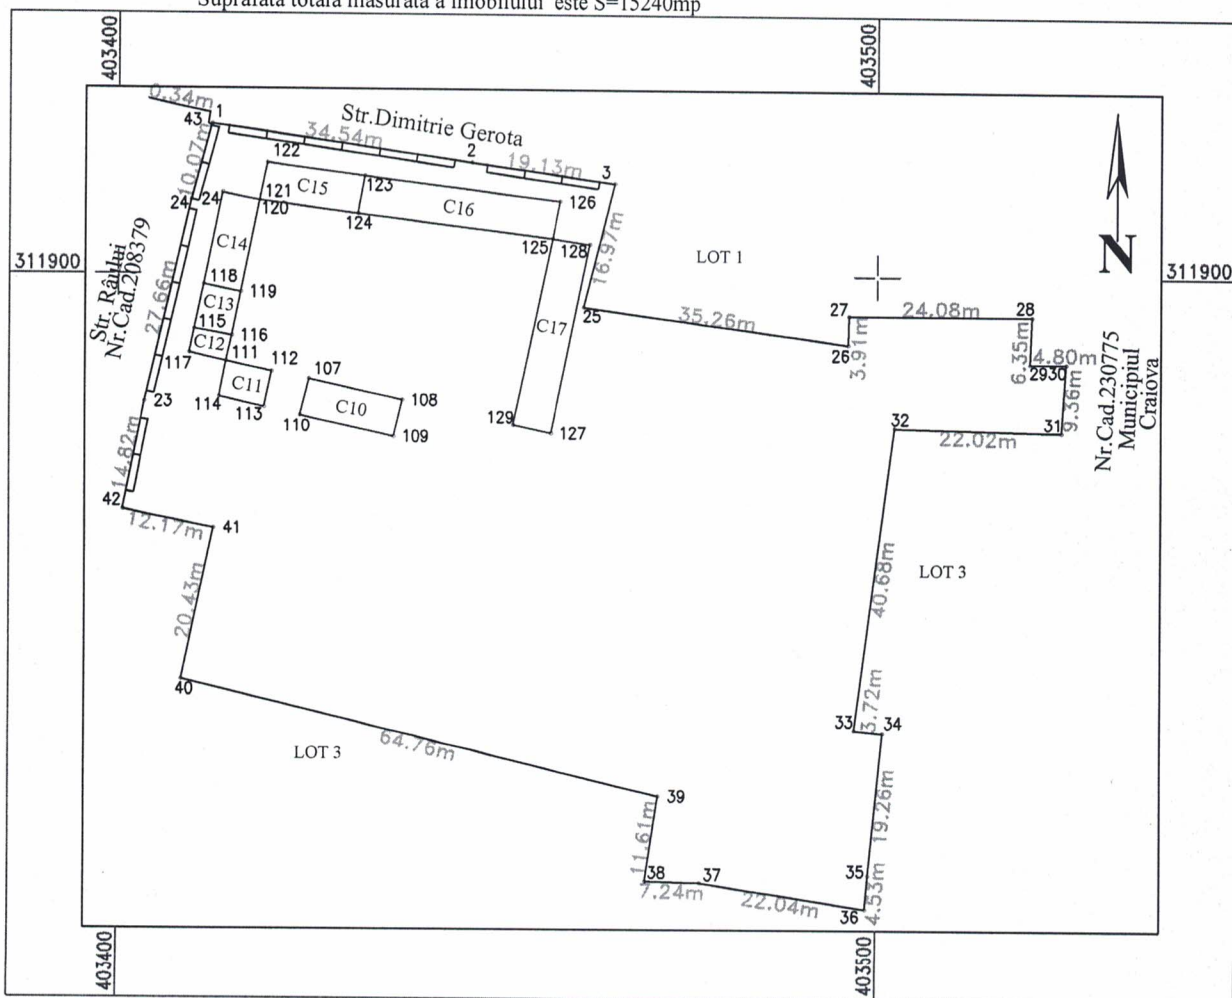 Suprafata totala masurata a imobilului este S=15240mp
403400
403500
0.34m
43
1
Str.Dimitrie Gerota
34.54m
122
2
19.13m
3
10.07m
C15
123
121
120
124
C16
126
24
24
125
128
16.97m
C14
LOT 1
311900
311900
118
119
C13
Str. Râului
Nr.Cad.208379
27.66m
115
116
C12
117
111
112
C17
25
35.26m
27
24.08m
28
26
3.91m
6.35m
4.80m
29
30
9.36m
Nr.Cad.230775
Municipiul
Craiova
N
107
108
C11
C10
114
113
110
109
129
127
23
32
31
22.02m
14.82m
42
12.17m
41
20.43m
40.68m
LOT 3
40
3.72m
33
34
64.76m
LOT 3
39
19.26m
11.61m
38
37
35
7.24m
22.04m
4.53m
36
403400
403500